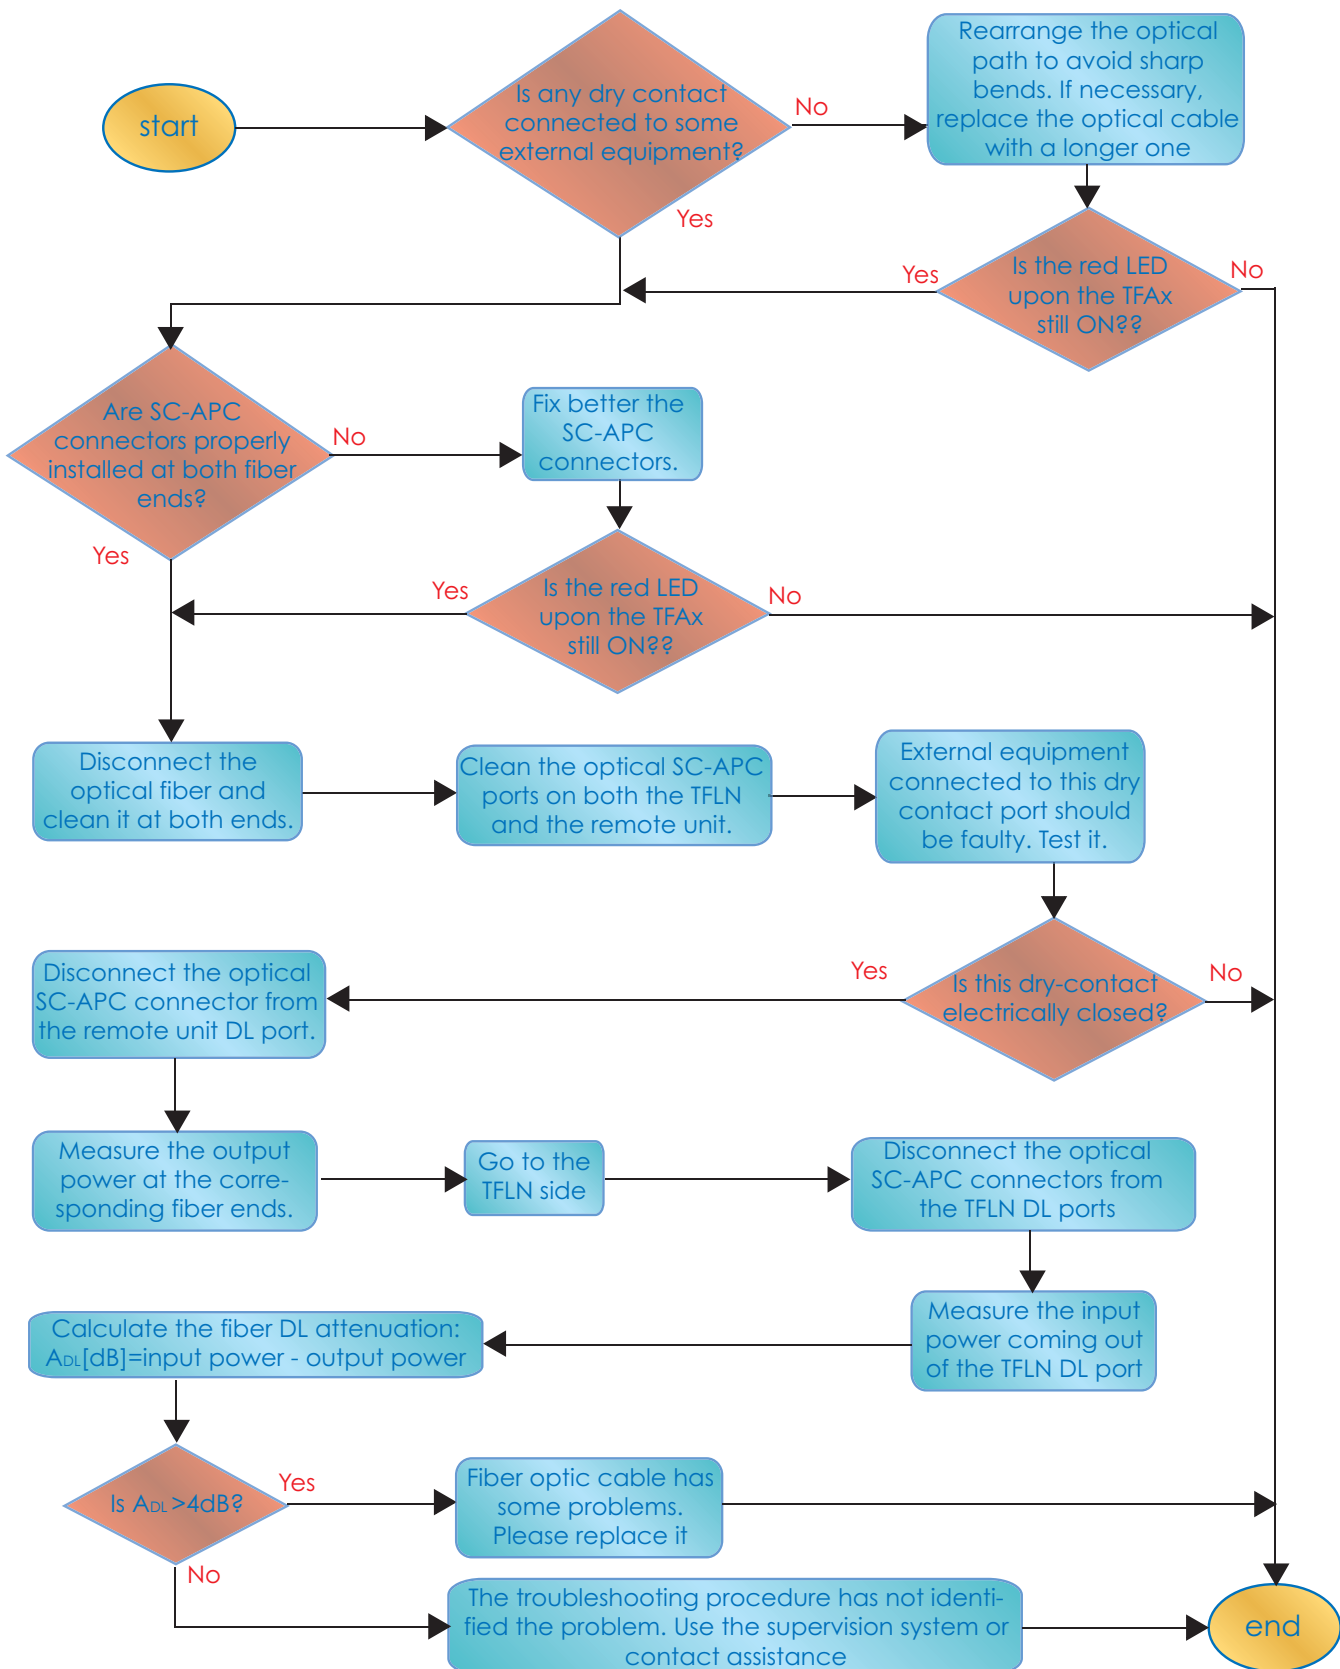 start
Is any dry contact
connected to some
external equipment?
No
Yes
Rearrange the optical
path to avoid sharp
bends. If necessary,
replace the optical cable
with a longer one
Is the red LED
upon the TFAx
still ON??
Yes
No
Are SC-APC
connectors properly
installed at both fiber
ends?
No
Yes
Fix better the
SC-APC
connectors.
Is the red LED
upon the TFAx
still ON??
Yes
No
Disconnect the
optical fiber and
clean it at both ends.
Clean the optical SC-APC
ports on both the TFLN
and the remote unit.
External equipment
connected to this dry
contact port should
be faulty. Test it.
Is this dry-contact
electrically closed?
Yes
No
Disconnect the optical
SC-APC connector from
the remote unit DL port.
Measure the output
power at the corre-
sponding fiber ends.
Go to the
TFLN side
Disconnect the optical
SC-APC connectors from
the TFLN DL ports
Measure the input
power coming out
of the TFLN DL port
Calculate the fiber DL attenuation:
ADL[dB]=input power - output power
Is ADL >4dB?
Yes
No
Fiber optic cable has
some problems.
Please replace it
The troubleshooting procedure has not identi-
fied the problem. Use the supervision system or
contact assistance
end